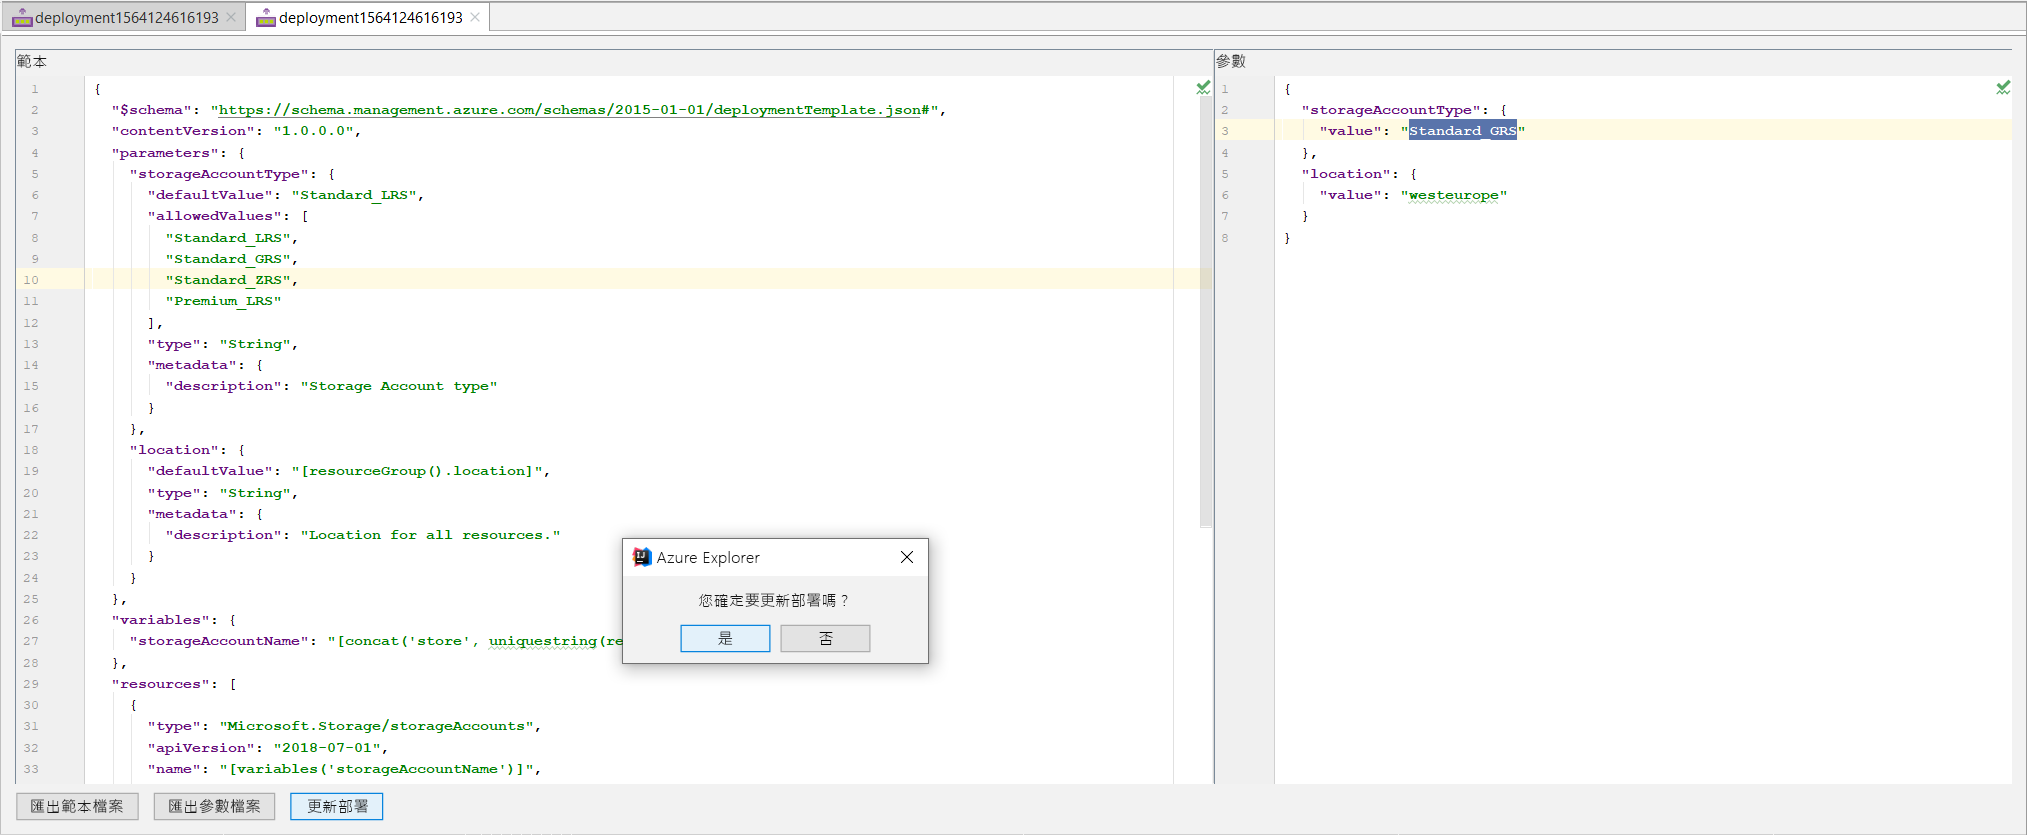 deployment1564124616193
deployment1564124616193
範本
1 {
2 "$schema": "https://schema.management.azure.com/schemas/2015-01-01/deploymentTemplate.json#",
3 "contentVersion": "1.0.0.0",
4 "parameters": {
5 "storageAccountType": {
6 "defaultValue": "Standard_LRS",
7 "allowedValues": [
8 "Standard_LRS",
9 "Standard_GRS",
10 "Standard_ZRS",
11 "Premium_LRS"
12 ],
13 "type": "String",
14 "metadata": {
15 "description": "Storage Account type"
16 }
17 },
18 "location": {
19 "defaultValue": "[resourceGroup().location]",
20 "type": "String",
21 "metadata": {
22 "description": "Location for all resources."
23 }
24 }
25 },
26 "variables": {
27 "storageAccountName": "[concat('store', uniquestring(re
28 },
29 "resources": [
30 {
31 "type": "Microsoft.Storage/storageAccounts",
32 "apiVersion": "2018-07-01",
33 "name": "[variables('storageAccountName')]",
參數
1 {
2 "storageAccountType": {
3 "value": "Standard_GRS"
4 },
5 "location": {
6 "value": "westeurope"
7 }
8 }
Azure Explorer
您確定要更新部署嗎？
是
否
匯出範本檔案
匯出參數檔案
更新部署